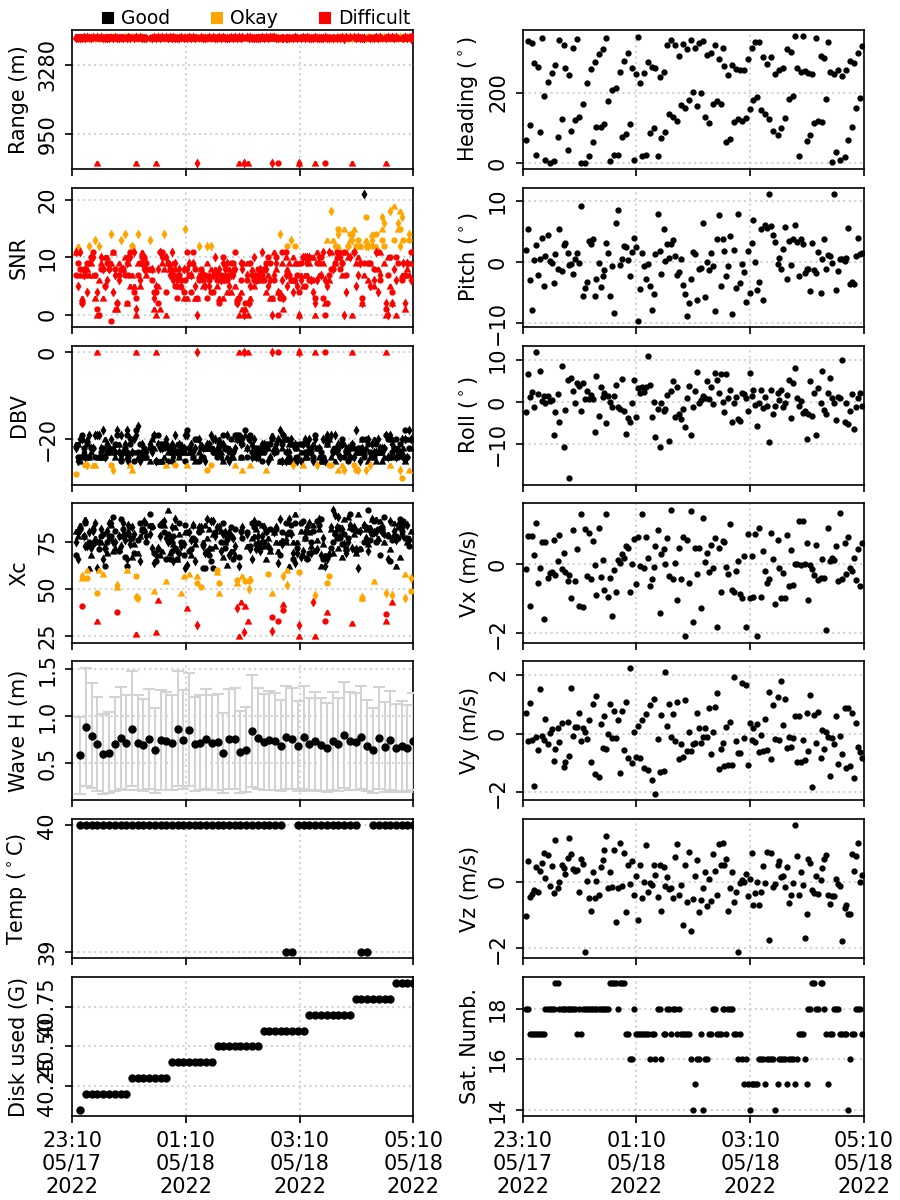 Good Okay Difficult
Range (m)
3280
950
Heading (°)
200
0
SNR
20
10
0
Pitch (°)
10
0
−10
DBV
0
−20
Roll (°)
10
0
−10
Xc
75
50
25
Vx (m/s)
0
−2
Wave H (m)
1.5
1.0
0.5
Vy (m/s)
2
0
−2
Temp (°C)
40
39
Vz (m/s)
0
−2
Disk used (G)
40.75
40.50
40.25
Sat. Numb.
18
16
14
23:10 01:10 03:10 05:10 23:10 01:10 03:10 05:10
05/17 05/18 05/18 05/18 05/17 05/18 05/18 05/18
2022 2022 2022 2022 2022 2022 2022 2022